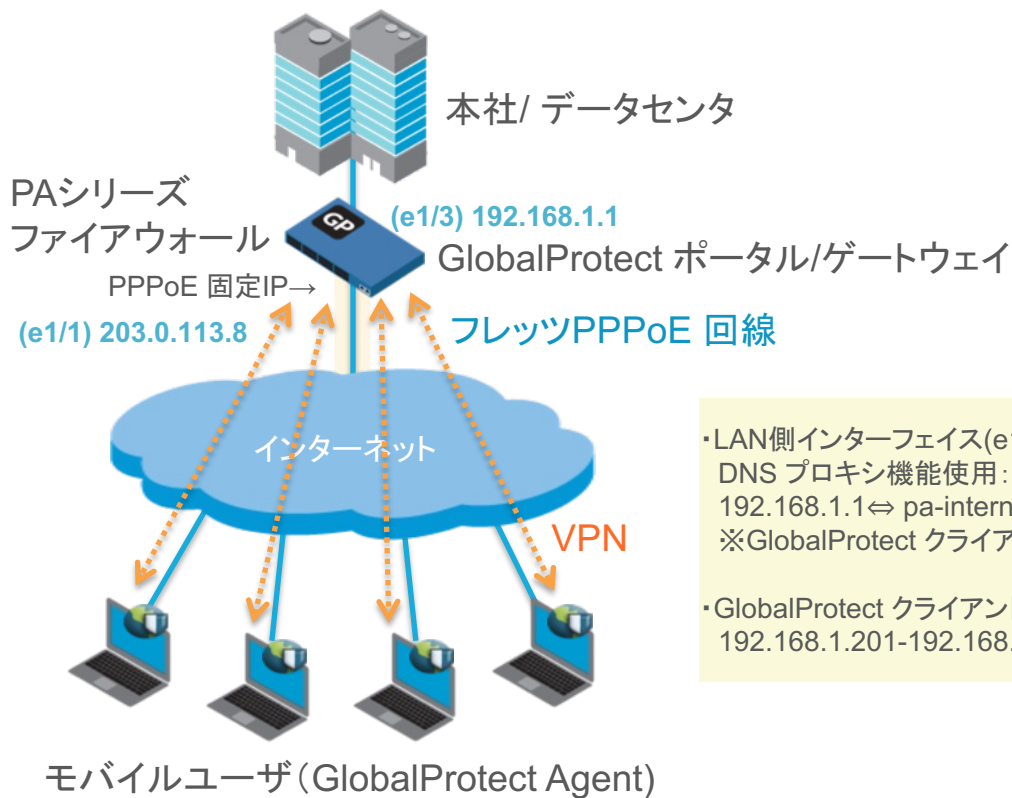 本社/ データセンタ
PAシリーズ
ファイアウォール
(e1/3) 192.168.1.1
GP
GlobalProtect ポータル/ゲートウェイ
PPPoE 固定IP→
(e1/1) 203.0.113.8
フレッツPPPoE 回線
インターネット
VPN
・LAN側インターフェイス(e
DNS プロキシ機能使用：
192.168.1.1⇔ pa-intern
※GlobalProtect クライア
・GlobalProtect クライアン
192.168.1.201-192.168.
モバイルユーザ（GlobalProtect Agent)